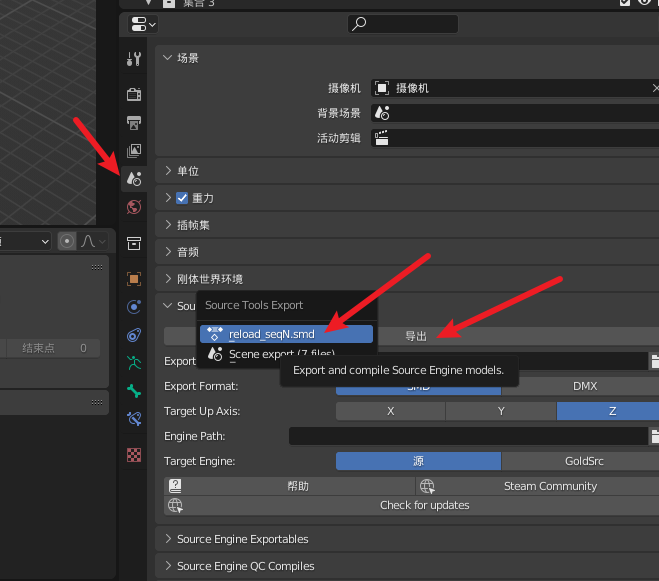 集合 3
场景
摄像机
摄像机
背景场景
活动剪辑
单位
重力
插帧集
音频
刚体世界环境
Sou
Source Tools Export
reload_seqN.smd
导出
Scene export (7 files)
Export
Export and compile Source Engine models.
Export Format:
SMD
DMX
Target Up Axis:
X
Y
Z
Engine Path:
Target Engine:
源
GoldSrc
帮助
Steam Community
Check for updates
Source Engine Exportables
Source Engine QC Compiles
结束点
0